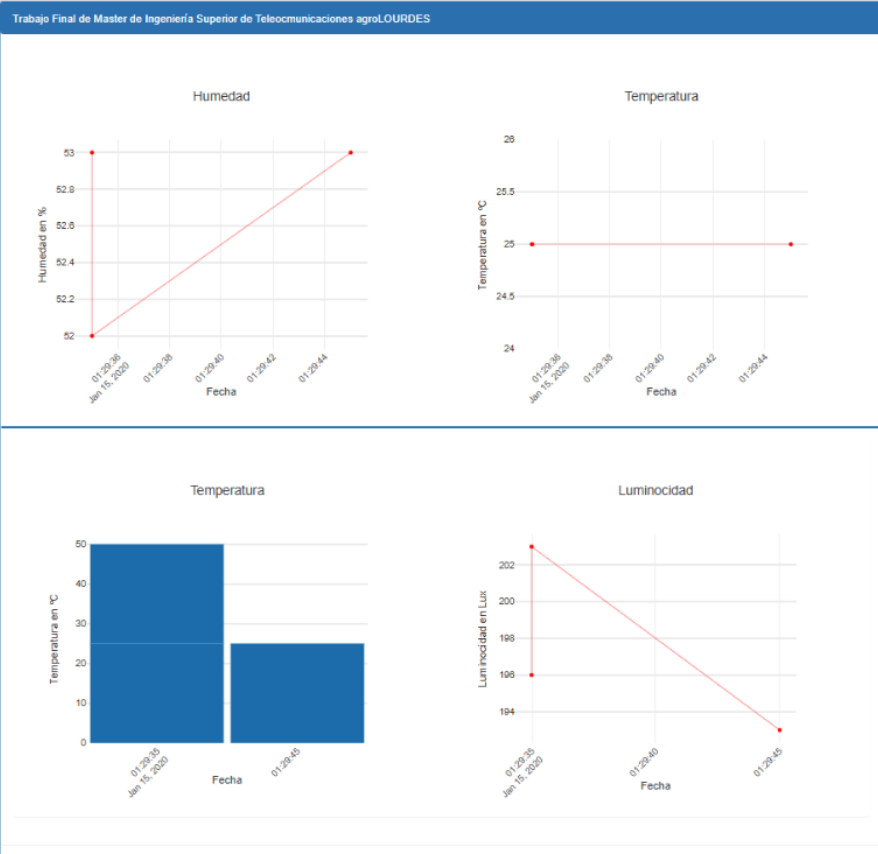 Trabajo Final de Master de Ingeniería Superior de Teleocmunicaciones agroLOURDES
Humedad
53
52.8
52.6
52.4
52.2
52
Humedad en %
01:29:36
Jan 15, 2020
01:29:38
01:29:40
01:29:42
01:29:44
Fecha
Temperatura
26
25.5
25
24.5
24
Temperatura en ºC
01:29:36
Jan 15, 2020
01:29:38
01:29:40
01:29:42
01:29:44
Fecha
Temperatura
50
40
30
20
10
0
Temperatura en ºC
01:29:35
Jan 15, 2020
01:29:45
Fecha
Luminocidad
202
200
198
196
194
Luminocidad en Lux
01:29:35
Jan 15, 2020
01:29:40
01:29:45
Fecha